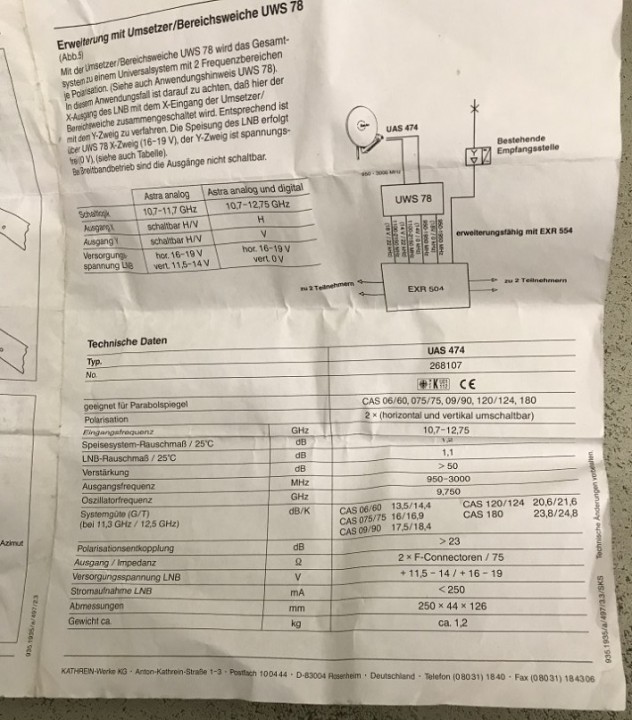 Erweiterung mit Umsetzer/Bereichsweiche UWS 78
(Abb.5)
Mit der Umsetzer/Bereichsweiche UWS 78 wird das Gesamt-
system zu einem Universalsystem mit 2 Frequenzbereichen
je Polarisation. (Siehe auch Anwendungshinweis UWS 78).
In diesem Anwendungsfall ist darauf zu achten, daß hier der
X-Ausgang des LNB mit dem X-Eingang der Umsetzer/
Bereichsweiche zusammengeschaltet wird. Entsprechend ist
mit dem Y-Zweig zu verfahren. Die Speisung des LNB erfolgt
über UWS 78 X-Zweig (16-19 V), der Y-Zweig ist spannungs-
frei (0 V), (siehe auch Tabelle).
Bei Breitbandbetrieb sind die Ausgänge nicht schaltbar.
Astra analog Astra analog und digital
10,7-11,7 GHz 10,7-12,75 GHz
Ausgang X schaltbar H/V H
Ausgang Y schaltbar H/V V
Versorgungs-
spannung LNB hor. 16-19 V
vert. 11,5-14 V hor. 16-19 V
vert. 0 V
UAS 474
950 - 3000 MHz
Bestehende
Empfangsstelle
UWS 78
erweiterungsfähig mit EXR 554
zu 2 Teilnehmern
EXR 504
zu 2 Teilnehmern
Technische Daten
Typ. UAS 474
No. 268107
CE
geeignet für Parabolspiegel CAS 06/60, 075/75, 09/90, 120/124, 180
Polarisation 2 × (horizontal und vertikal umschaltbar)
Eingangsfrequenz GHz 10,7-12,75
Speisesystem-Rauschmaß / 25°C dB 1,2
LNB-Rauschmaß / 25°C dB 1,1
Verstärkung dB > 50
Ausgangsfrequenz MHz 950-3000
Oszillatorfrequenz GHz 9,750
Systemgüte (G/T)
(bei 11,3 GHz / 12,5 GHz) dB/K CAS 06/60 13,5/14,4 CAS 120/124 20,6/21,6
CAS 075/75 16/16,9 CAS 180 23,8/24,8
CAS 09/90 17,5/18,4
Polarisationsentkopplung dB > 23
Ausgang / Impedanz Ω 2 × F-Connectoren / 75
Versorgungsspannung LNB V + 11,5 - 14 / + 16 - 19
Stromaufnahme LNB mA < 250
Abmessungen mm 250 × 44 × 126
Gewicht ca. kg ca. 1,2
Azimut
935.1935/a/497/3.3
935.1935/a/497/3.3/SKS Technische Änderungen vorbehalten.
KATHREIN-Werke KG · Anton-Kathrein-Straße 1-3 · Postfach 100444 · D-83004 Rosenheim · Deutschland · Telefon (08031) 1840 · Fax (08031) 184306